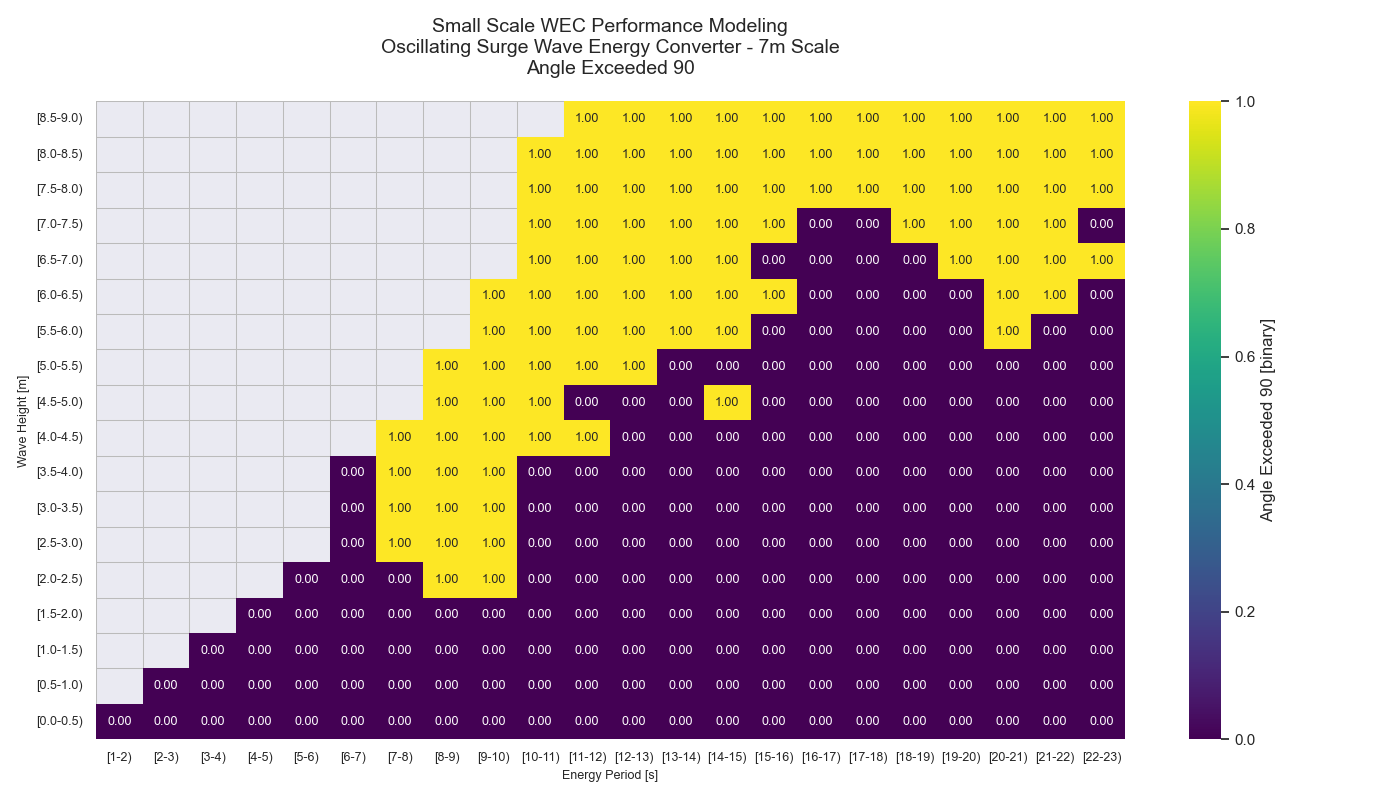 Small Scale WEC Performance Modeling
Oscillating Surge Wave Energy Converter - 7m Scale
Angle Exceeded 90
[8.5-9.0) 1.00 1.00 1.00 1.00 1.00 1.00 1.00 1.00 1.00 1.00 1.00 1.00
[8.0-8.5) 1.00 1.00 1.00 1.00 1.00 1.00 1.00 1.00 1.00 1.00 1.00 1.00 1.00
[7.5-8.0) 1.00 1.00 1.00 1.00 1.00 1.00 1.00 1.00 1.00 1.00 1.00 1.00 1.00
[7.0-7.5) 1.00 1.00 1.00 1.00 1.00 1.00 0.00 0.00 1.00 1.00 1.00 1.00 0.00
[6.5-7.0) 1.00 1.00 1.00 1.00 1.00 0.00 0.00 0.00 0.00 1.00 1.00 1.00 1.00
[6.0-6.5) 1.00 1.00 1.00 1.00 1.00 1.00 1.00 0.00 0.00 0.00 0.00 1.00 1.00 0.00
[5.5-6.0) 1.00 1.00 1.00 1.00 1.00 1.00 0.00 0.00 0.00 0.00 0.00 1.00 0.00 0.00
[5.0-5.5) 1.00 1.00 1.00 1.00 1.00 0.00 0.00 0.00 0.00 0.00 0.00 0.00 0.00 0.00 0.00
[4.5-5.0) 1.00 1.00 1.00 0.00 0.00 0.00 1.00 0.00 0.00 0.00 0.00 0.00 0.00 0.00 0.00
[4.0-4.5) 1.00 1.00 1.00 1.00 1.00 0.00 0.00 0.00 0.00 0.00 0.00 0.00 0.00 0.00 0.00 0.00
[3.5-4.0) 0.00 1.00 1.00 1.00 0.00 0.00 0.00 0.00 0.00 0.00 0.00 0.00 0.00 0.00 0.00 0.00 0.00
[3.0-3.5) 0.00 1.00 1.00 1.00 0.00 0.00 0.00 0.00 0.00 0.00 0.00 0.00 0.00 0.00 0.00 0.00 0.00
[2.5-3.0) 0.00 1.00 1.00 1.00 0.00 0.00 0.00 0.00 0.00 0.00 0.00 0.00 0.00 0.00 0.00 0.00 0.00
[2.0-2.5) 0.00 0.00 0.00 1.00 1.00 0.00 0.00 0.00 0.00 0.00 0.00 0.00 0.00 0.00 0.00 0.00 0.00 0.00
[1.5-2.0) 0.00 0.00 0.00 0.00 0.00 0.00 0.00 0.00 0.00 0.00 0.00 0.00 0.00 0.00 0.00 0.00 0.00 0.00 0.00
[1.0-1.5) 0.00 0.00 0.00 0.00 0.00 0.00 0.00 0.00 0.00 0.00 0.00 0.00 0.00 0.00 0.00 0.00 0.00 0.00 0.00 0.00
[0.5-1.0) 0.00 0.00 0.00 0.00 0.00 0.00 0.00 0.00 0.00 0.00 0.00 0.00 0.00 0.00 0.00 0.00 0.00 0.00 0.00 0.00 0.00
[0.0-0.5) 0.00 0.00 0.00 0.00 0.00 0.00 0.00 0.00 0.00 0.00 0.00 0.00 0.00 0.00 0.00 0.00 0.00 0.00 0.00 0.00 0.00 0.00
[1-2) [2-3) [3-4) [4-5) [5-6) [6-7) [7-8) [8-9) [9-10) [10-11) [11-12) [12-13) [13-14) [14-15) [15-16) [16-17) [17-18) [18-19) [19-20) [20-21) [21-22) [22-23)
Energy Period [s]
Wave Height [m]
1.0
0.8
0.6
0.4
0.2
0.0
Angle Exceeded 90 [binary]